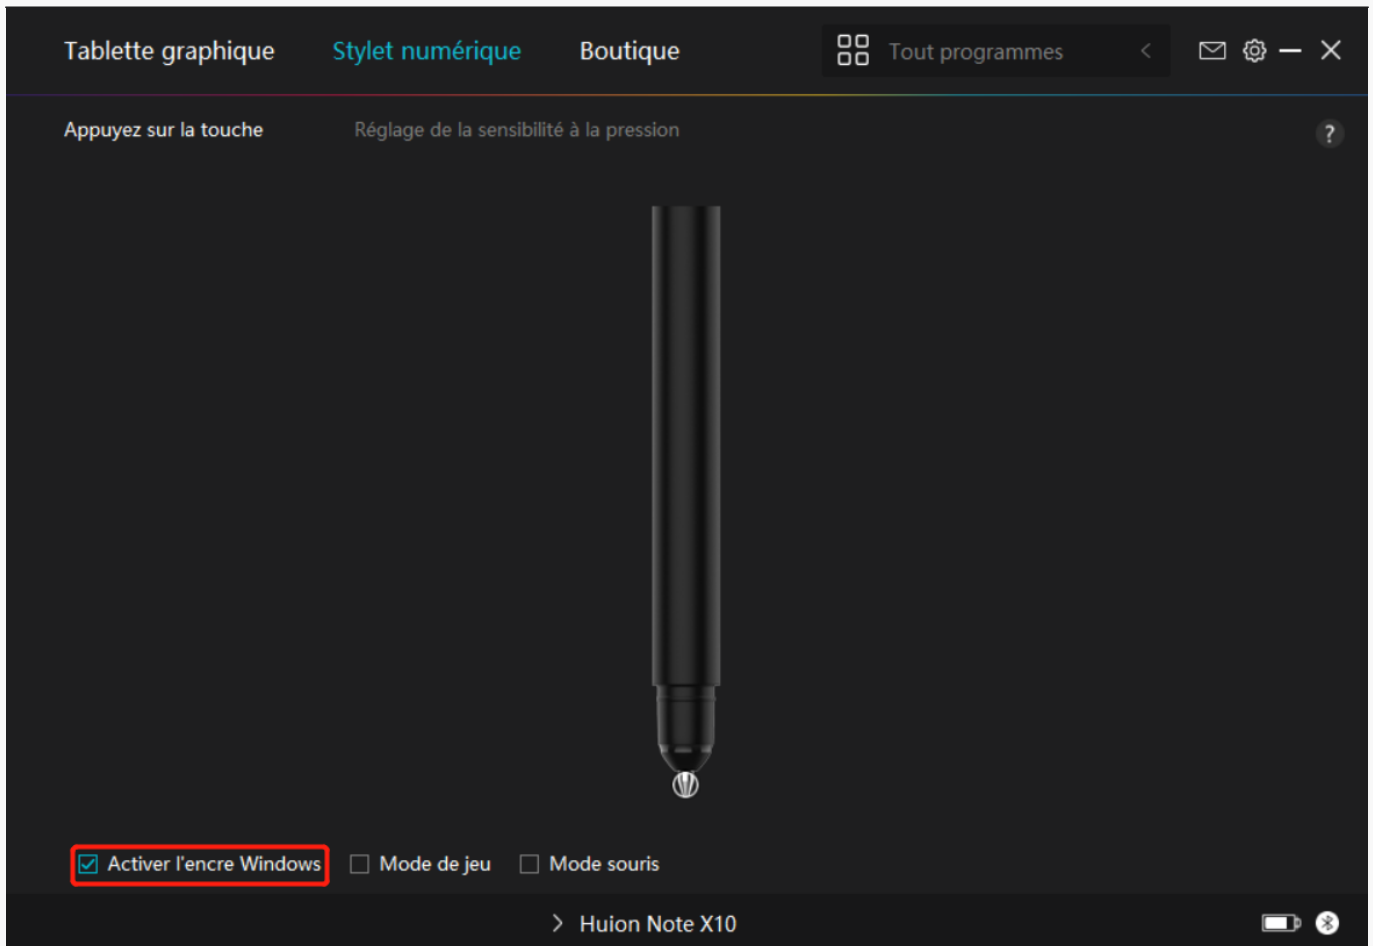 Tablette graphique Stylet numérique Boutique Tout programmes
Appuyez sur la touche Réglage de la sensibilité à la pression ?
Activer l'encre Windows Mode de jeu Mode souris
Huion Note X10